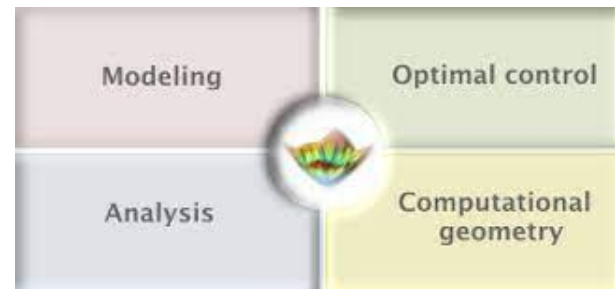 Modeling
Optimal control
Analysis
Computational
geometry